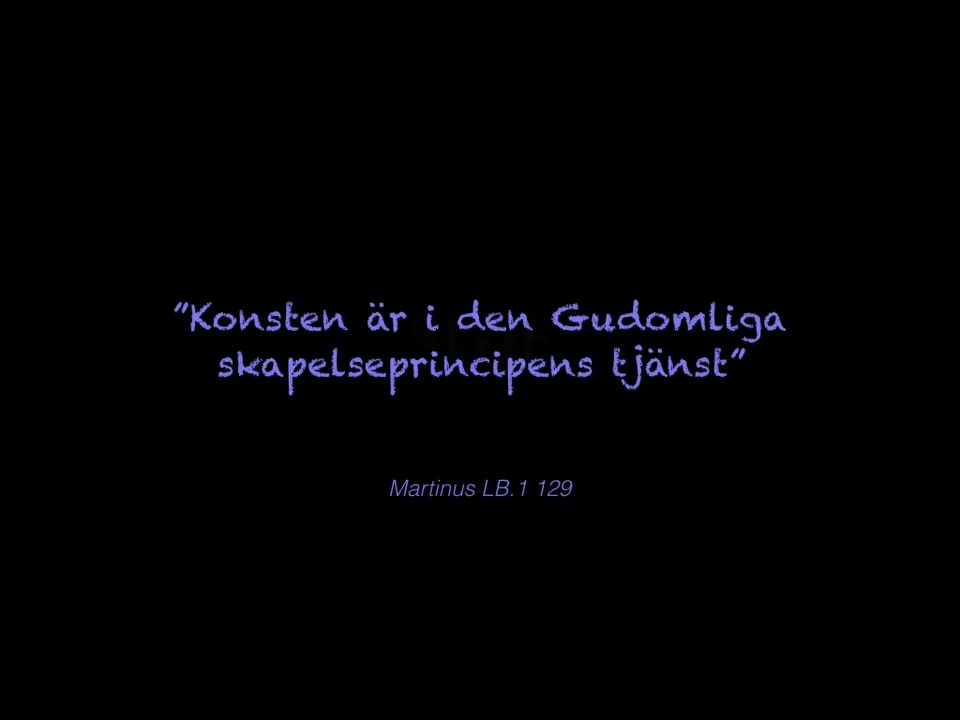 ”Konsten är i den Gudomliga
skapelseprincipens tjänst”
Martinus LB.1 129